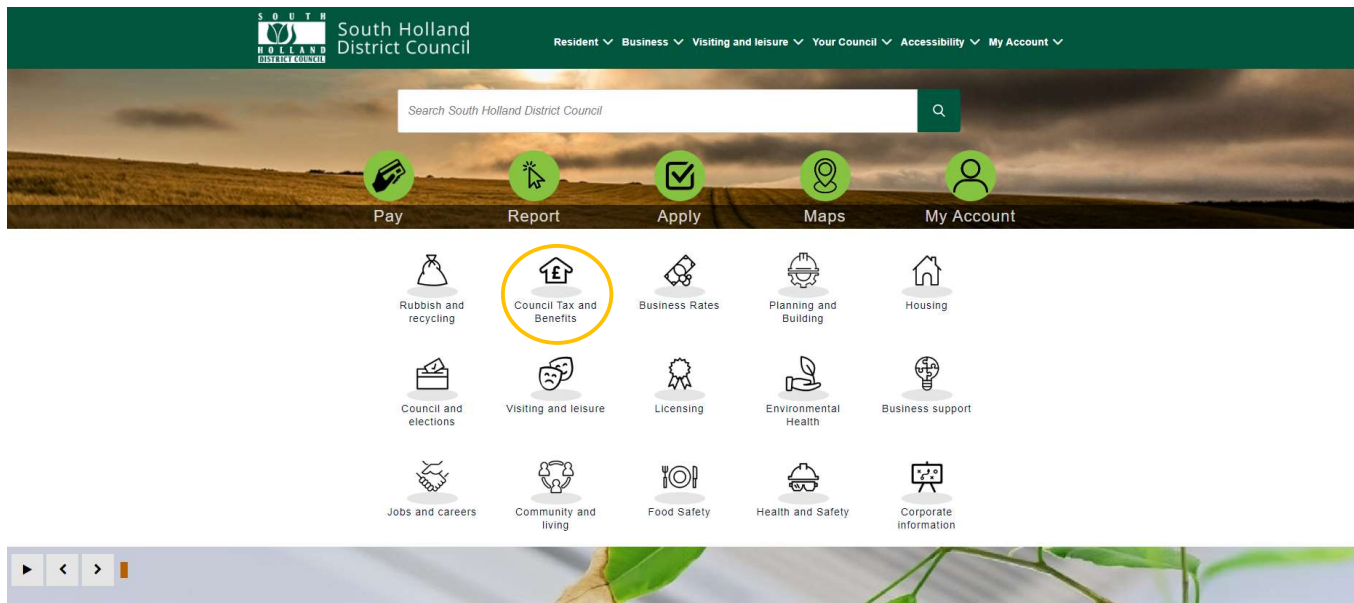 SOUTH
HOLLAND
DISTRICT COUNCIL
South Holland
District Council
Resident Business Visiting and leisure Your Council Accessibility My Account
Search South Holland District Council
Pay Report Apply Maps My Account
£
Rubbish and
recycling
Council Tax and
Benefits
Business Rates
Planning and
Building
Housing
Council and
elections
Visiting and leisure
Licensing
Environmental
Health
Business support
Jobs and careers
Community and
living
Food Safety
Health and Safety
Corporate
information